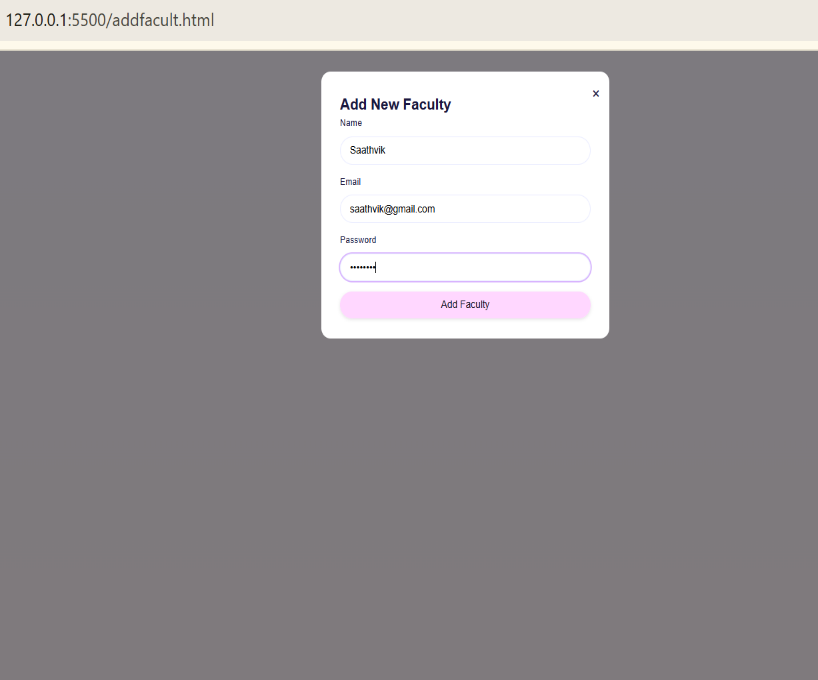 127.0.0.1:5500/addfacult.html
×
Add New Faculty
Name
Saathvik
Email
saathvik@gmail.com
Password
••••••••
Add Faculty